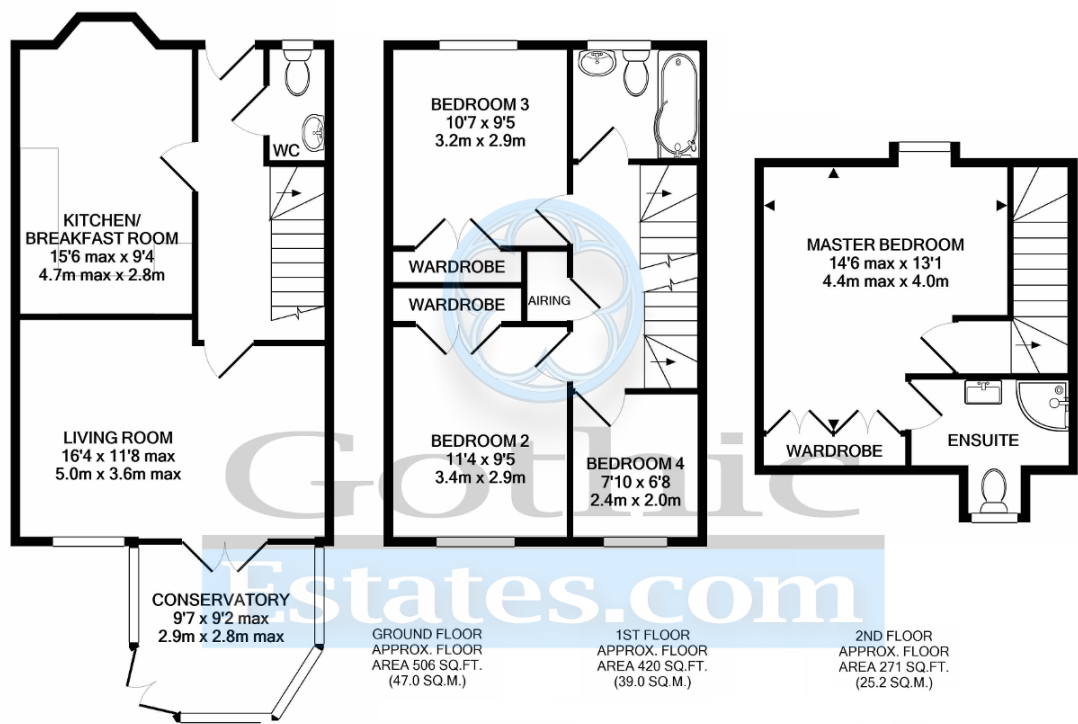 KITCHEN/
BREAKFAST ROOM
15'6 max x 9'4
4.7m max x 2.8m
WC
LIVING ROOM
16'4 x 11'8 max
5.0m x 3.6m max
CONSERVATORY
9'7 x 9'2 max
2.9m x 2.8m max
BEDROOM 3
10'7 x 9'5
3.2m x 2.9m
WARDROBE
WARDROBE
AIRING
BEDROOM 2
11'4 x 9'5
3.4m x 2.9m
BEDROOM 4
7'10 x 6'8
2.4m x 2.0m
MASTER BEDROOM
14'6 max x 13'1
4.4m max x 4.0m
WARDROBE
ENSUITE
Gothic
Estates.com
GROUND FLOOR
APPROX. FLOOR
AREA 506 SQ.FT.
(47.0 SQ.M.)
1ST FLOOR
APPROX. FLOOR
AREA 420 SQ.FT.
(39.0 SQ.M.)
2ND FLOOR
APPROX. FLOOR
AREA 271 SQ.FT.
(25.2 SQ.M.)